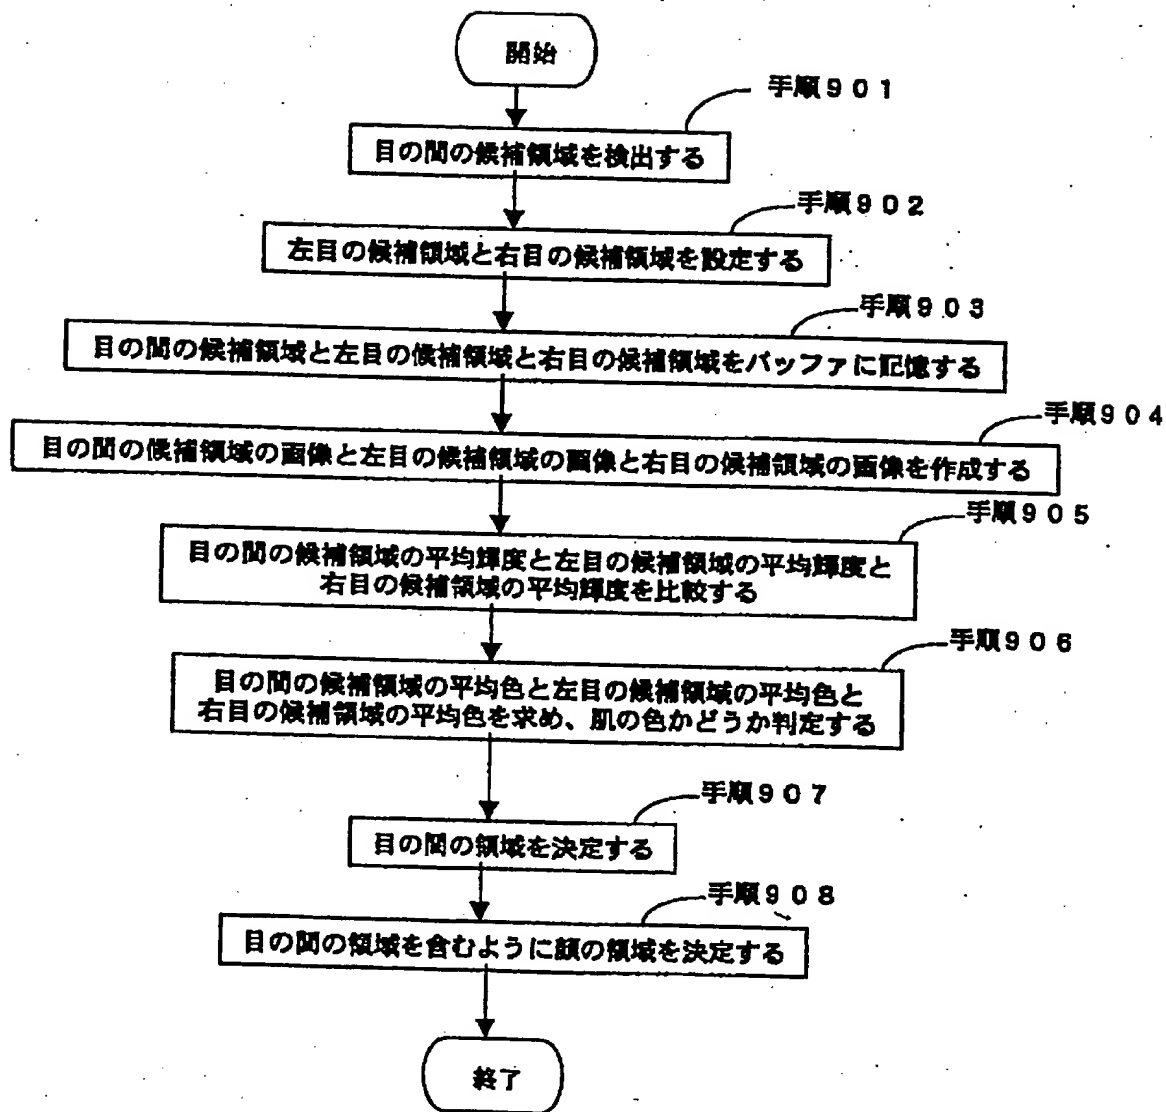 開始
手順901
目の間の候補領域を検出する
手順902
左目の候補領域と右目の候補領域を設定する
手順903
目の間の候補領域と左目の候補領域と右目の候補領域をバッファに記憶する
手順904
目の間の候補領域の画像と左目の候補領域の画像と右目の候補領域の画像を作成する
手順905
目の間の候補領域の平均輝度と左目の候補領域の平均輝度と
右目の候補領域の平均輝度を比較する
手順906
目の間の候補領域の平均色と左目の候補領域の平均色と
右目の候補領域の平均色を求め、肌の色かどうか判定する
手順907
目の間の領域を決定する
手順908
目の間の領域を含むように顔の領域を決定する
終了